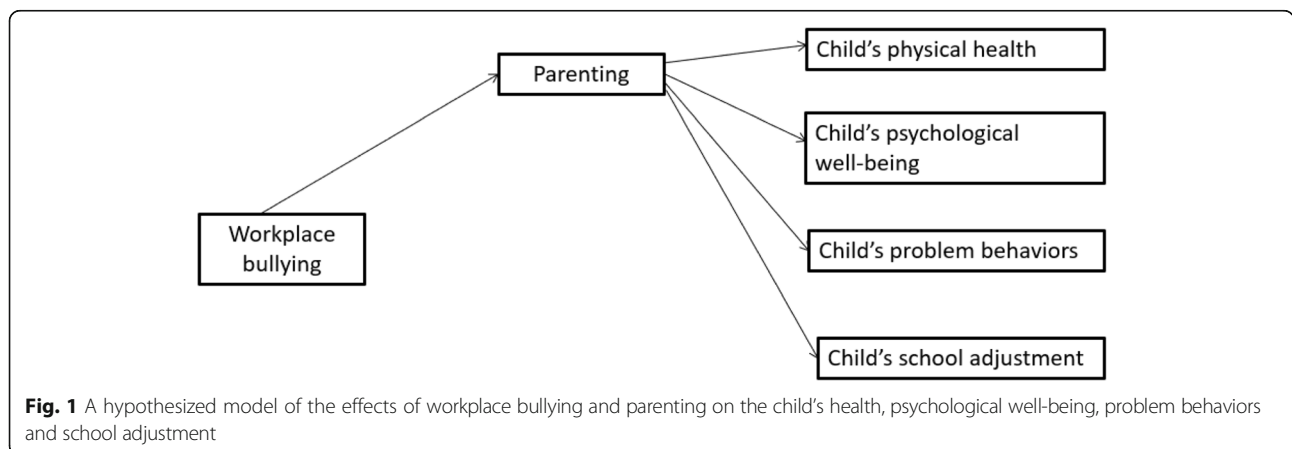 Child's physical health
Parenting
Child's psychological
well-being
Workplace
bullying
Child's problem behaviors
Child's school adjustment
Fig. 1 A hypothesized model of the effects of workplace bullying and parenting on the child's health, psychological well-being, problem behaviors
and school adjustment